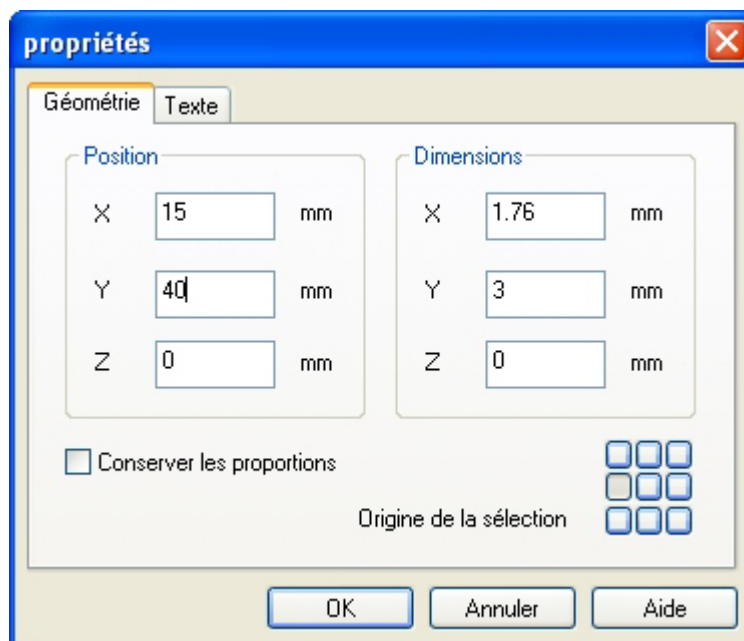 propriétés
Géométrie Texte
Position Dimensions
X 15 mm X 1.76 mm
Y 40 mm Y 3 mm
Z 0 mm Z 0 mm
Conserver les proportions
Origine de la sélection
OK Annuler Aide